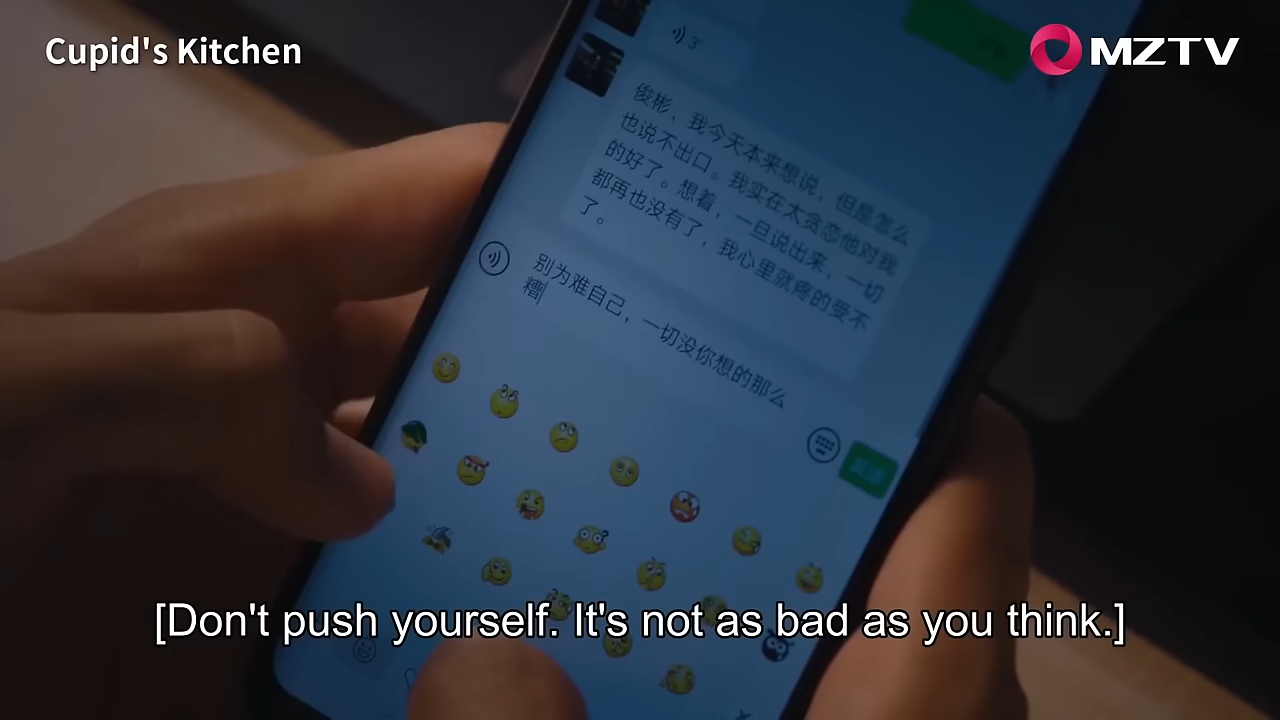 Cupid's Kitchen
MZTV
3"
俊彬，我今天本来想说，但是怎么
也说不出口。我实在太贪恋他对我
的好了。想着，一旦说出来，一切
都再也没有了，我心里就疼的受不
了。
别为难自己，一切没你想的那么
糟
[Don't push yourself. It's not as bad as you think.]